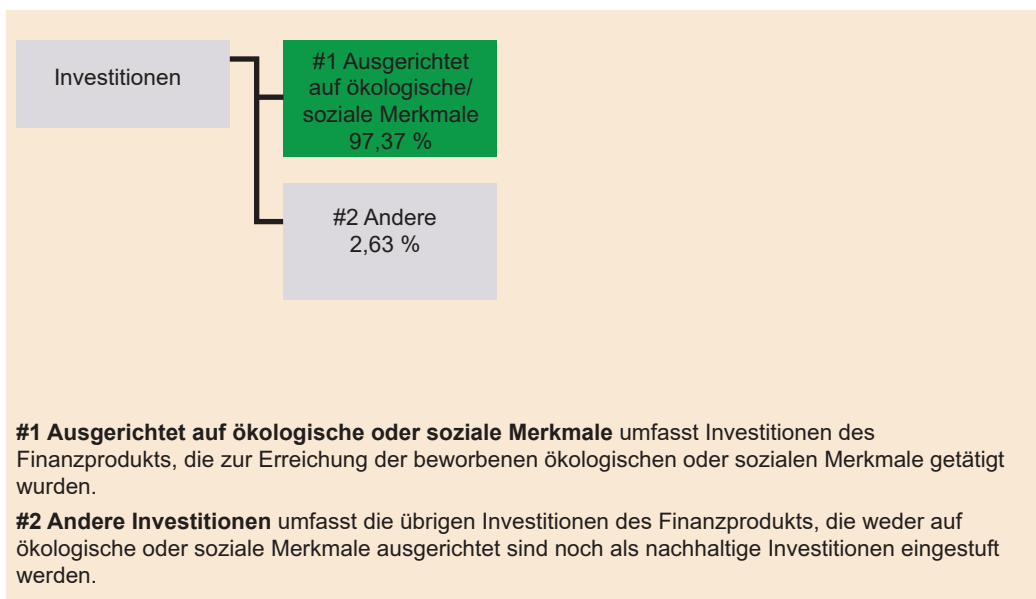 Investitionen
#1 Ausgerichtet
auf ökologische/
soziale Merkmale
97,37 %
#2 Andere
2,63 %
#1 Ausgerichtet auf ökologische oder soziale Merkmale umfasst Investitionen des
Finanzprodukts, die zur Erreichung der beworbenen ökologischen oder sozialen Merkmale getätigt
wurden.
#2 Andere Investitionen umfasst die übrigen Investitionen des Finanzprodukts, die weder auf
ökologische oder soziale Merkmale ausgerichtet sind noch als nachhaltige Investitionen eingestuft
werden.